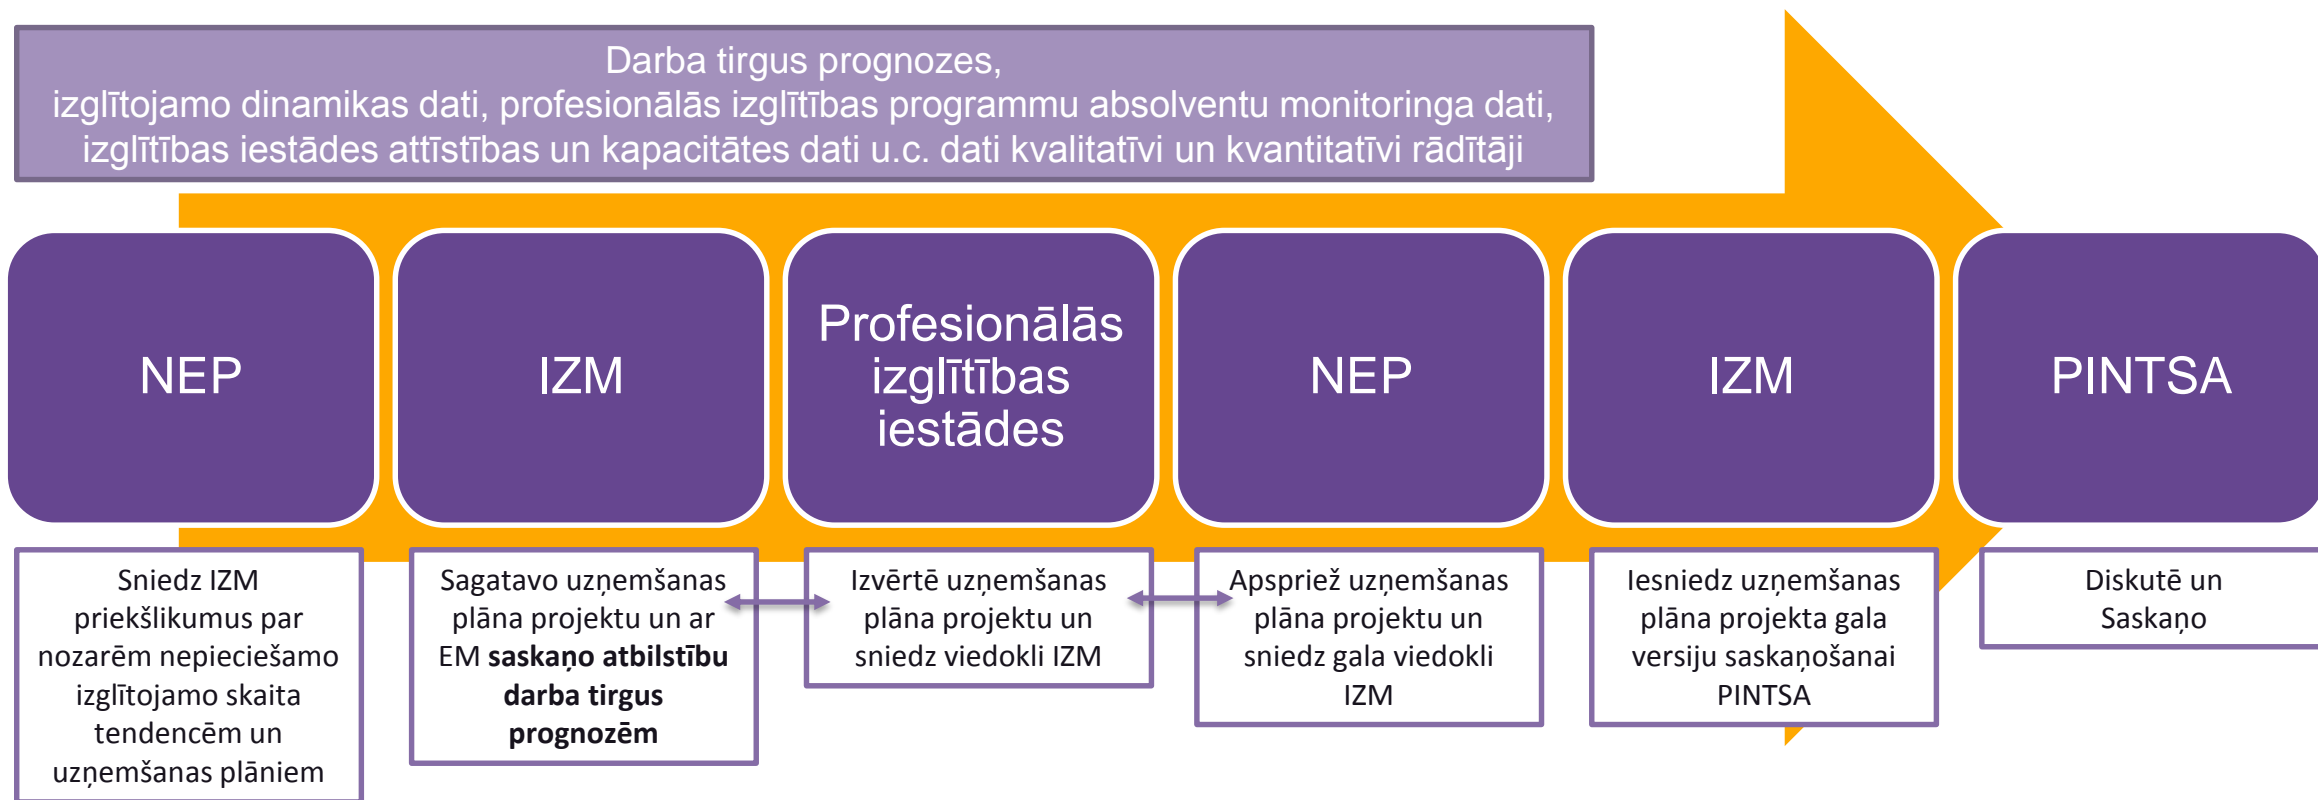 Darba tirgus prognozes,
izglītojamo dinamikas dati, profesionālās izglītības programmu absolventu monitoringa dati,
izglītības iestādes attīstības un kapacitātes dati u.c. dati kvalitatīvi un kvantitatīvi rādītāji
NEP
IZM
Profesionālās
izglītības
iestādes
NEP
IZM
PINTSA
Sniedz IZM
priekšlikumus par
nozarēm nepieciešamo
izglītojamo skaita
tendencēm un
uzņemšanas plāniem
Sagatavo uzņemšanas
plāna projektu un ar
EM saskaņo atbilstību
darba tirgus
prognozēm
Izvērtē uzņemšanas
plāna projektu un
sniedz viedokli IZM
Apspriež uzņemšanas
plāna projektu un
sniedz gala viedokli
IZM
Iesniedz uzņemšanas
plāna projekta gala
versiju saskaņošanai
PINTSA
Diskutē un
Saskaņo